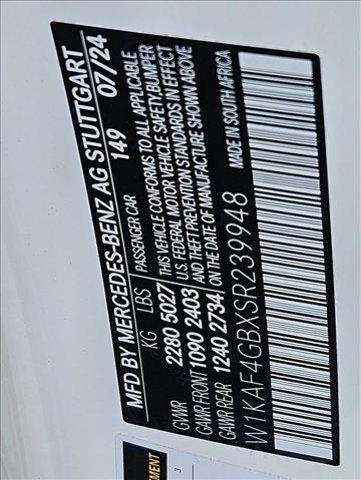 MFD BY MERCEDES-BENZ AG STUTTGART
149 07/24
KG LBS PASSENGER CAR
GVWR 2280 5027
GAWR FRONT 1090 2403
GAWR REAR 1240 2734
THIS VEHICLE CONFORMS TO ALL APPLICABLE
U.S. FEDERAL MOTOR VEHICLE SAFETY,BUMPER
AND THEFT PREVENTION STANDARDS IN EFFECT
ON THE DATE OF MANUFACTURE SHOWN ABOVE
MADE IN SOUTH AFRICA
W1KAF4GBXSR239948
EMENT
3